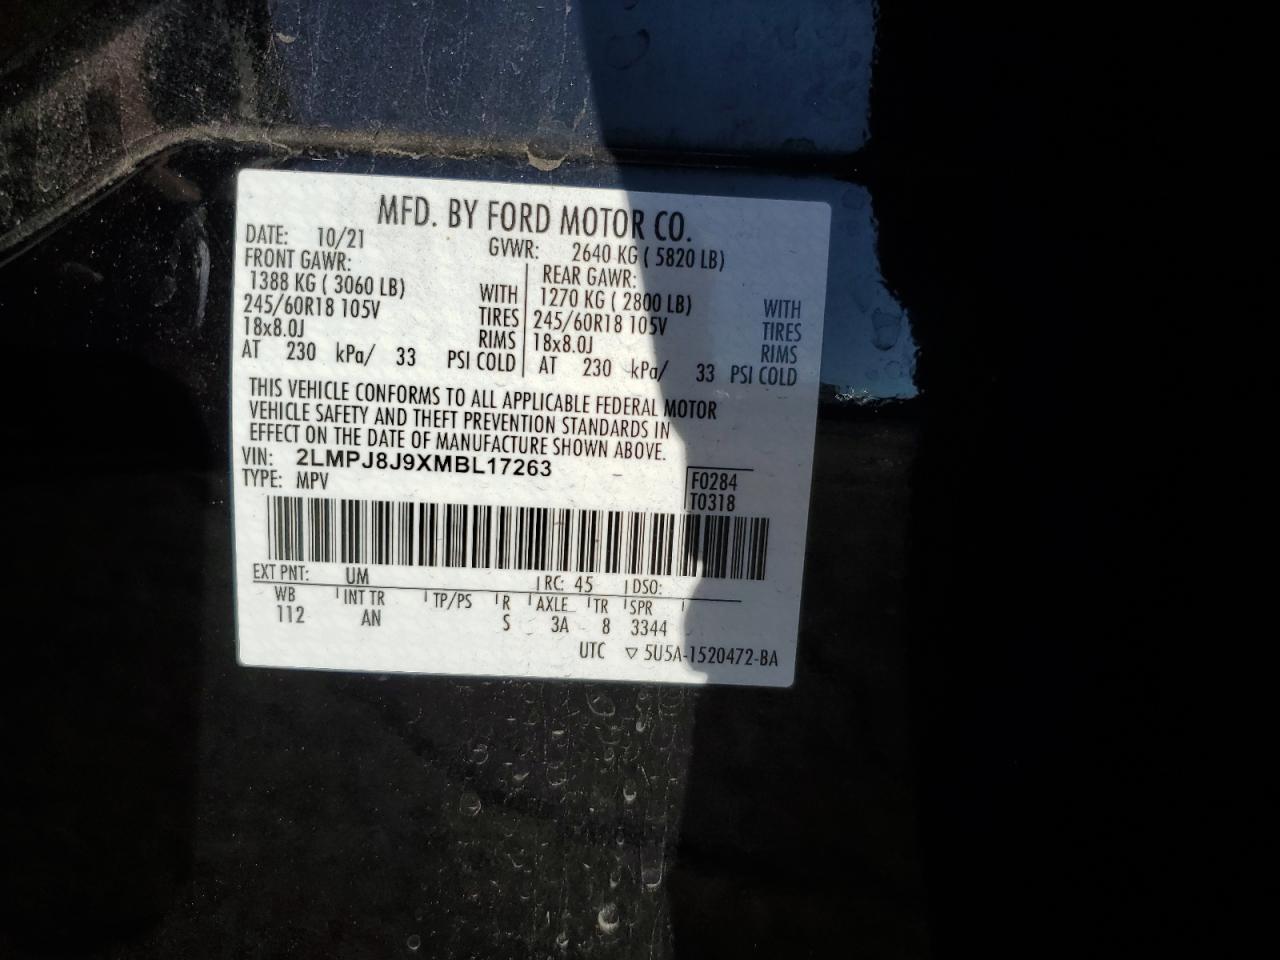 MFD. BY FORD MOTOR CO.
DATE: 10/21 GVWR: 2640 KG ( 5820 LB)
FRONT GAWR: REAR GAWR:
1388 KG ( 3060 LB) WITH 1270 KG ( 2800 LB) WITH
245/60R18 105V TIRES 245/60R18 105V TIRES
18x8.0J RIMS 18x8.0J RIMS
AT 230 kPa/ 33 PSI COLD AT 230 kPa/ 33 PSI COLD
THIS VEHICLE CONFORMS TO ALL APPLICABLE FEDERAL MOTOR
VEHICLE SAFETY AND THEFT PREVENTION STANDARDS IN
EFFECT ON THE DATE OF MANUFACTURE SHOWN ABOVE.
VIN: 2LMPJ8J9XMBL17263
TYPE: MPV F0284
T0318
EXT PNT: UM RC: 45 DSO:
WB INT TR TP/PS R AXLE TR SPR
112 AN S 3A 8 3344
UTC ▽ 5U5A-1520472-BA